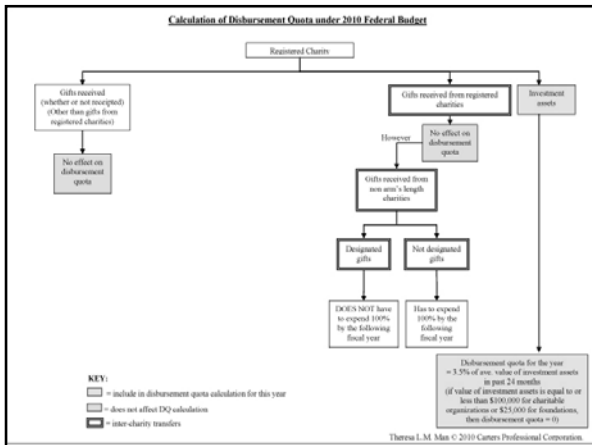 Calculation of Disbursement Quota under 2010 Federal Budget
Registered Charity
Gifts received
(whether or not receipted)
(Other than gifts from
registered charities)
No effect on
disbursement
quota
Gifts received from registered
charities
Investment
assets
However
No effect on
disbursement
quota
Gifts received from
non arm's length
charities
Designated
gifts
Not designated
gifts
DOES NOT have
to expend 100%
by the following
fiscal year
Has to expend
100% by the
following
fiscal year
Disbursement quota for the year
= 3.5% of ave. value of investment assets
in past 24 months
(if value of investment assets is equal to or
less than $100,000 for charitable
organizations or $25,000 for foundations,
then disbursement quota = 0)
KEY:
= include in disbursement quota calculation for this year
= does not affect DQ calculation
= inter-charity transfers
Theresa L.M. Man © 2010 Carters Professional Corporation.